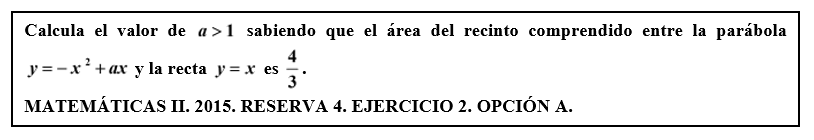 Calcula el valor de a > 1 sabiendo que el área del recinto comprendido entre la parábola
y = −x² + ax y la recta y = x es 4/3.
MATEMÁTICAS II. 2015. RESERVA 4. EJERCICIO 2. OPCIÓN A.